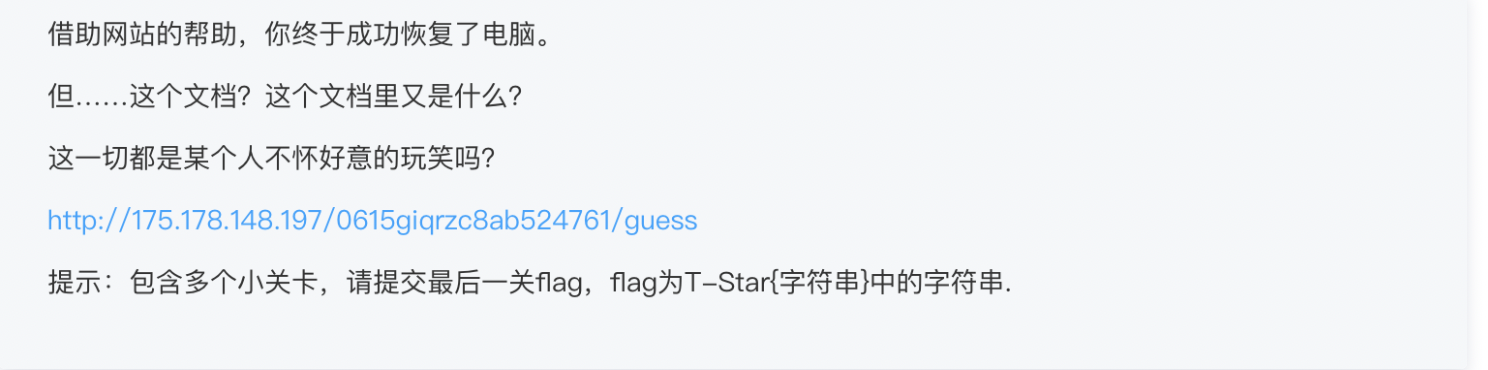 借助网站的帮助，你终于成功恢复了电脑。
但……这个文档？这个文档里又是什么？
这一切都是某个人不怀好意的玩笑吗？
http://175.178.148.197/0615giqrzc8ab524761/guess
提示：包含多个小关卡，请提交最后一关flag，flag为T-Star{字符串}中的字符串.